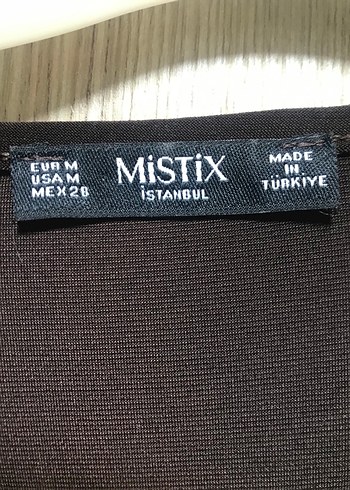 EUR M
USA M
MEX 28
MiSTiX
İSTANBUL
MADE
IN
TÜRKİYE